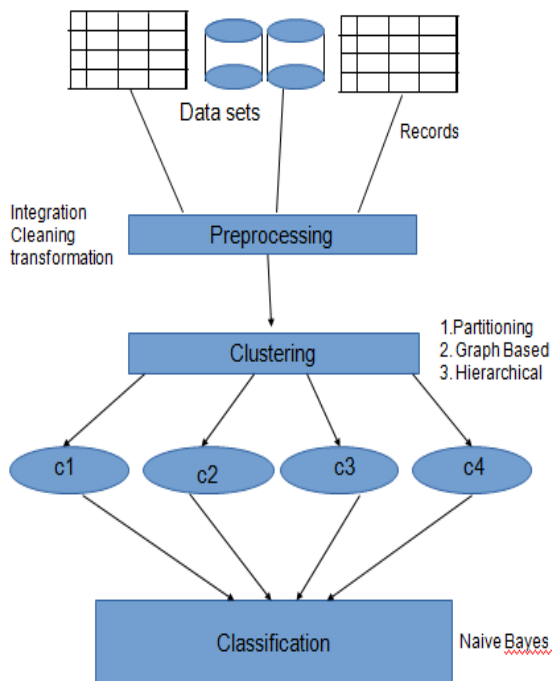 Data sets
Records
Integration
Cleaning
transformation
Preprocessing
Clustering
1.Partitioning
2. Graph Based
3. Hierarchical
c1
c2
c3
c4
Classification
Naive Bayes